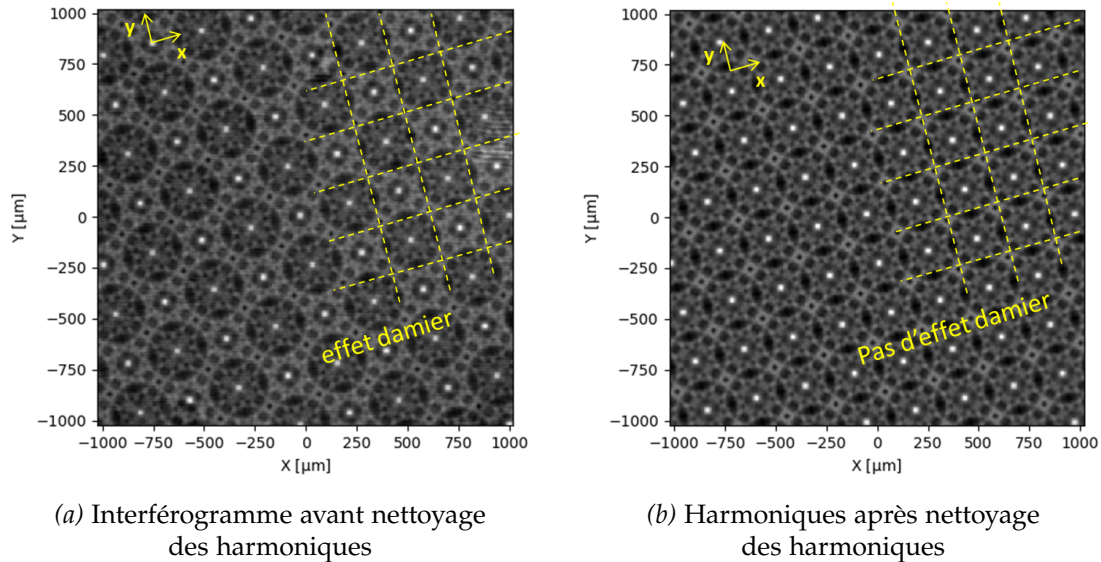 1000
750
500
250
0
−250
−500
−750
−1000
Y [µm]
−1000 −750 −500 −250 0 250 500 750 1000
X [µm]
y
x
effet damier
(a) Interférogramme avant nettoyage
des harmoniques
1000
750
500
250
0
−250
−500
−750
−1000
Y [µm]
−1000 −750 −500 −250 0 250 500 750 1000
X [µm]
y
x
Pas d'effet damier
(b) Harmoniques après nettoyage
des harmoniques